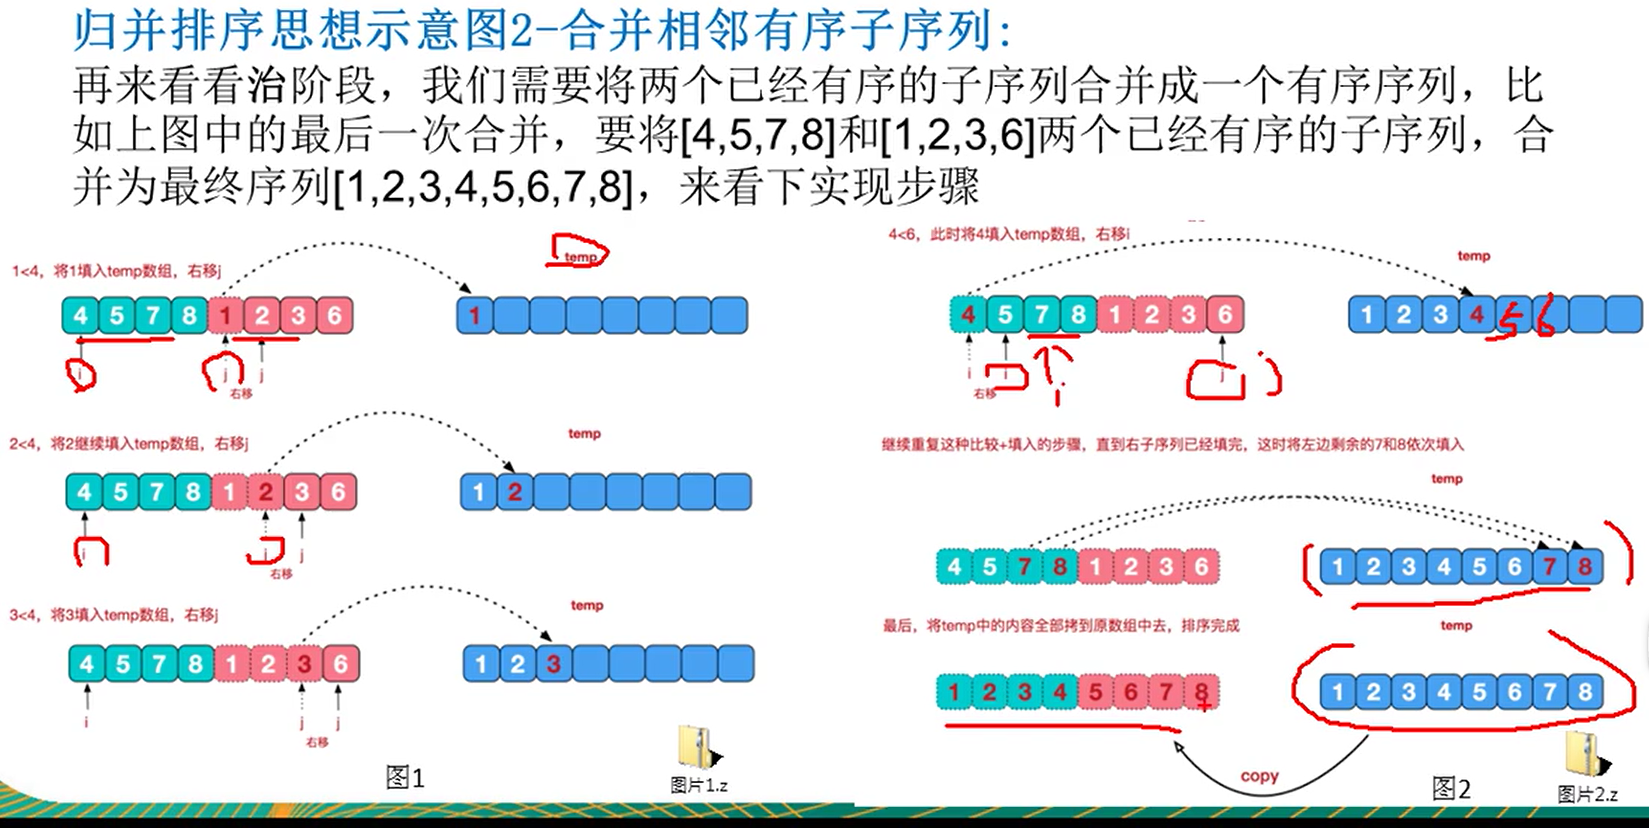 归并排序思想示意图2-合并相邻有序子序列:
再来看看治阶段，我们需要将两个已经有序的子序列合并成一个有序序列，比
如上图中的最后一次合并，要将[4,5,7,8]和[1,2,3,6]两个已经有序的子序列，合
并为最终序列[1,2,3,4,5,6,7,8]，来看下实现步骤
temp
1<4，将1填入temp数组，右移j
4 5 7 8 1 2 3 6
1
i j j
右移
2<4，将2继续填入temp数组，右移j
temp
4 5 7 8 1 2 3 6
1 2
i j j
右移
3<4，将3填入temp数组，右移j
temp
4 5 7 8 1 2 3 6
1 2 3
i j j
右移
图1
图片1.z
4<6，此时将4填入temp数组，右移i
temp
4 5 7 8 1 2 3 6
1 2 3 4 5 6
i i i j j
右移
继续重复这种比较+填入的步骤，直到右子序列已经填完，这时将左边剩余的7和8依次填入
temp
4 5 7 8 1 2 3 6
1 2 3 4 5 6 7 8
最后，将temp中的内容全部拷到原数组中去，排序完成
temp
1 2 3 4 5 6 7 8
1 2 3 4 5 6 7 8
copy
图2
图片2.z